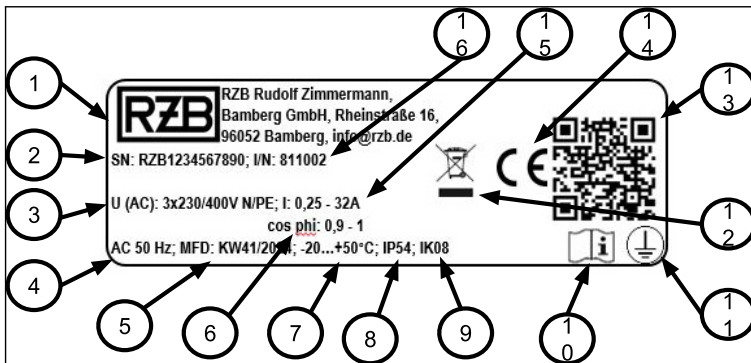 16
15
14
13
1
RZB
RZB Rudolf Zimmermann,
Bamberg GmbH, Rheinstraße 16,
96052 Bamberg, info@rzb.de
2
SN: RZB1234567890; I/N: 811002
CE
3
U (AC): 3x230/400V N/PE; I: 0,25 - 32A
cos phi: 0,9 - 1
12
AC 50 Hz; MFD: KW41/20 4; -20...+50°C; IP54; IK08
i
4
5
6
7
8
9
10
11